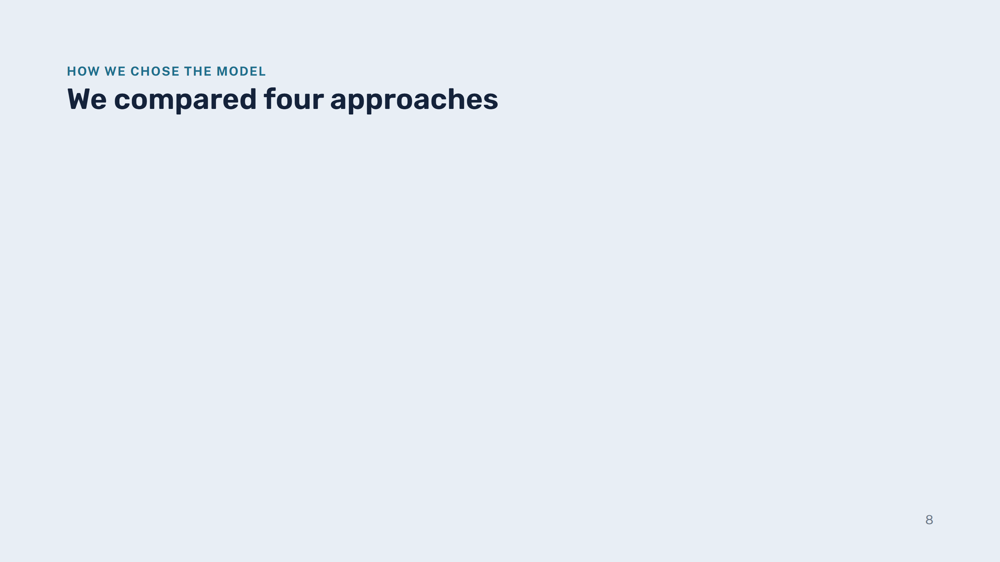 HOW WE CHOSE THE MODEL
We compared four approaches
8